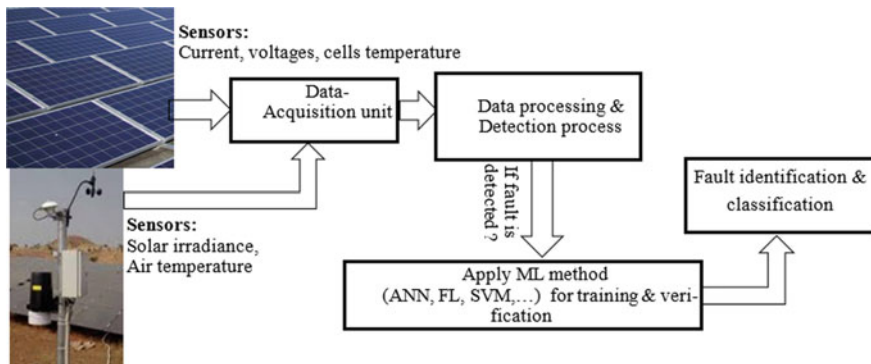 Sensors:
Current, voltages, cells temperature
Data-
Acquisition unit
Data processing &
Detection process
If fault is
detected ?
Sensors:
Solar irradiance,
Air temperature
Fault identification &
classification
Apply ML method
(ANN, FL, SVM,…) for training & veri-
fication